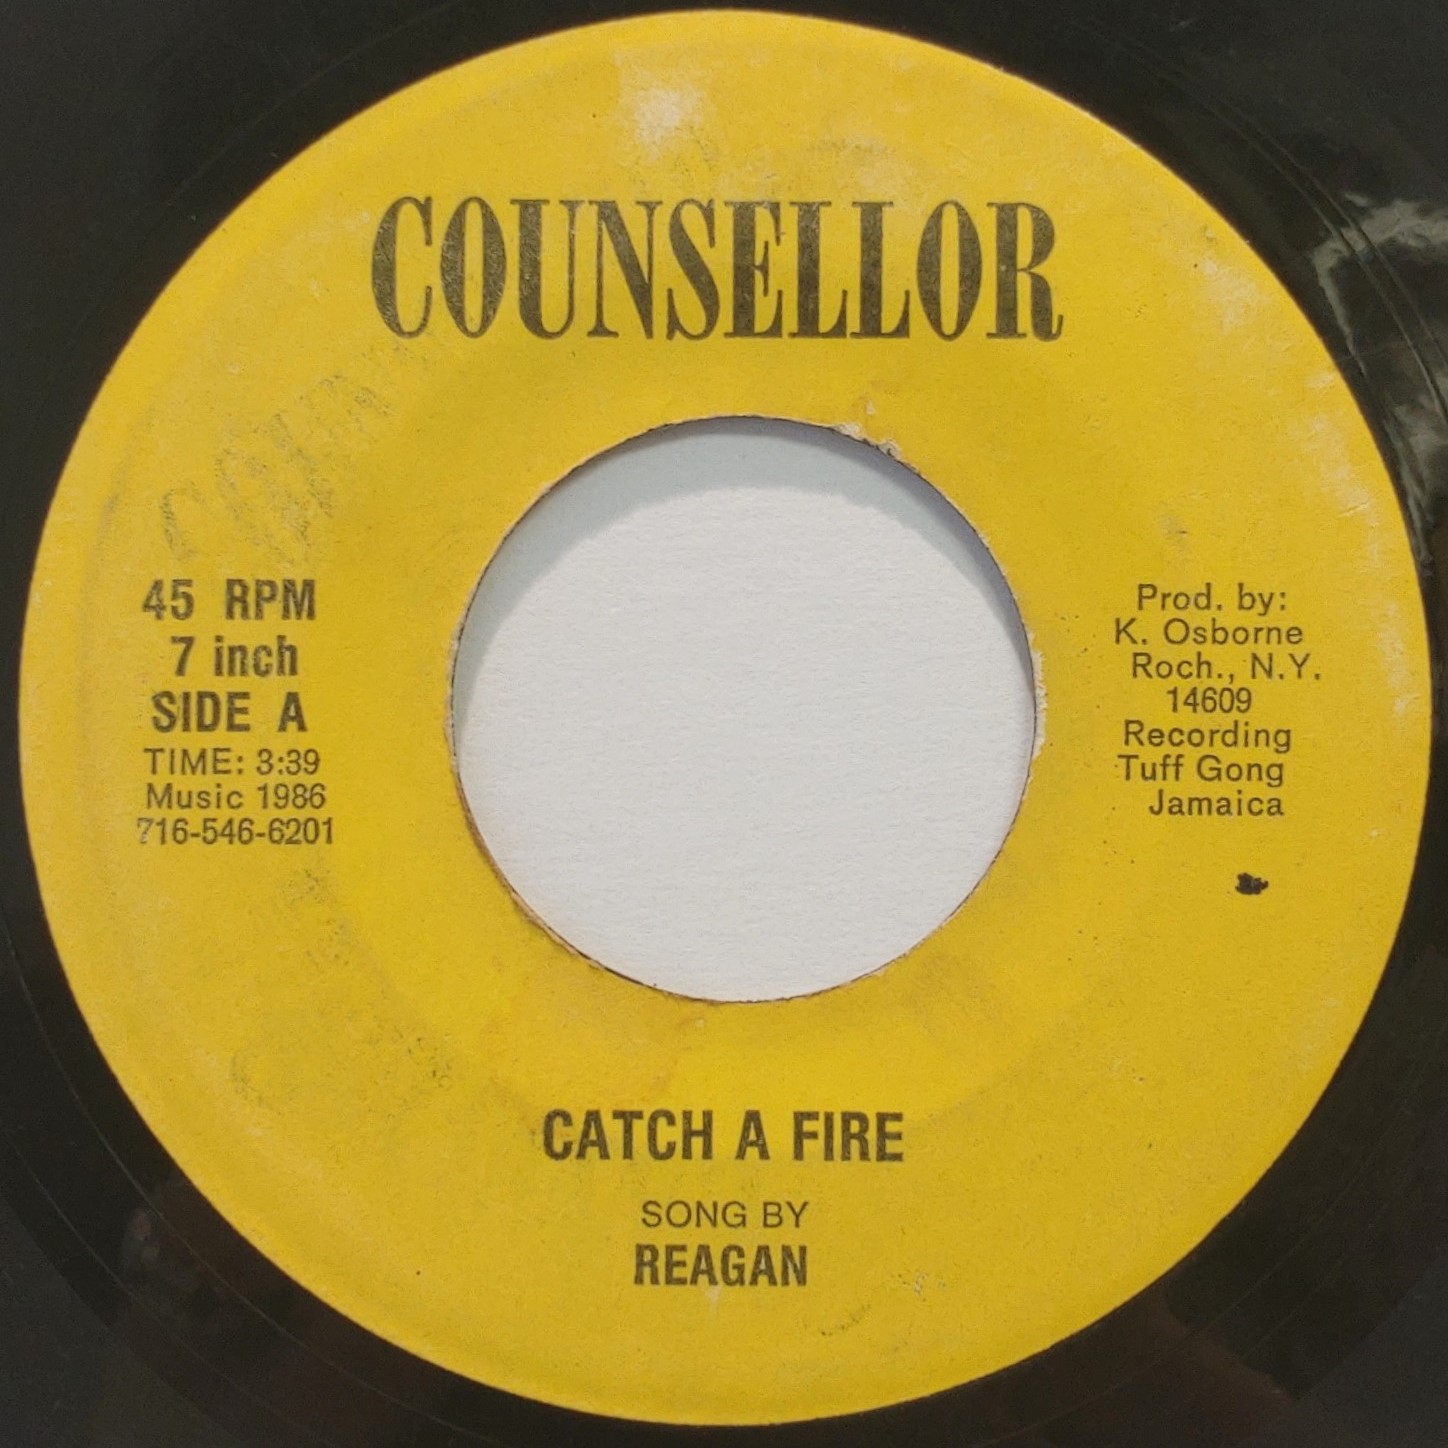 COUNSELLOR
45 RPM
7 inch
SIDE A
TIME: 3:39
Music 1986
716-546-6201
Prod. by:
K. Osborne
Roch., N.Y.
14609
Recording
Tuff Gong
Jamaica
CATCH A FIRE
SONG BY
REAGAN